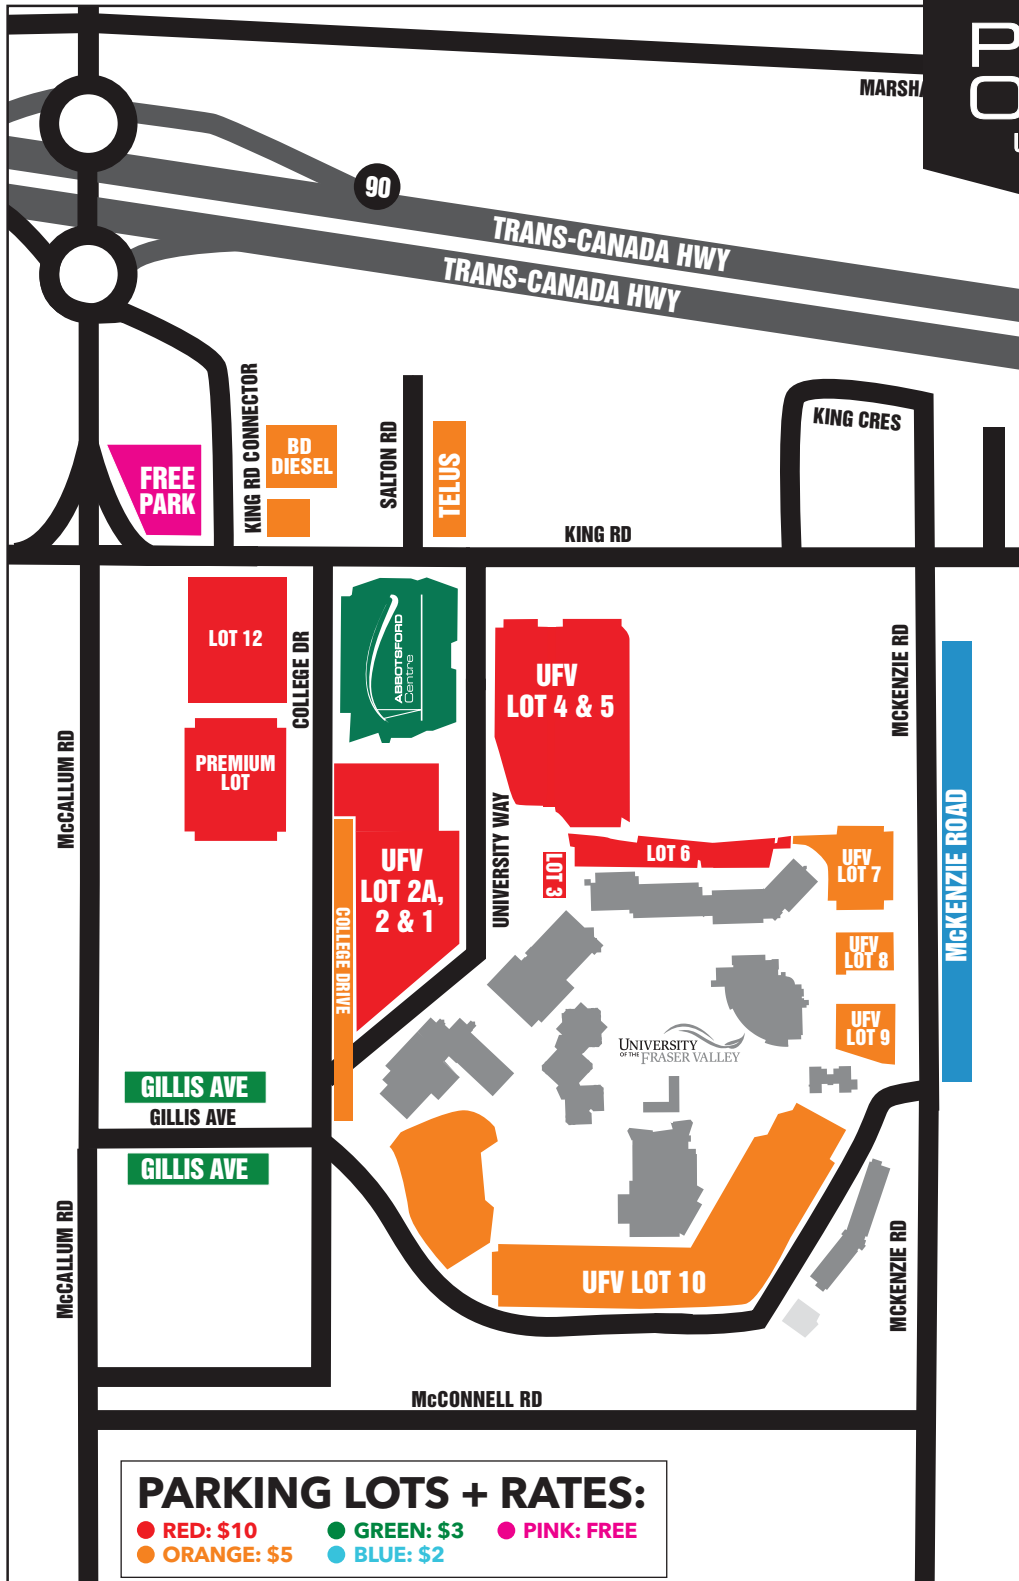 P
O
U
MARSHA
90
TRANS-CANADA HWY
TRANS-CANADA HWY
KING CRES
KING RD CONNECTOR
BD
DIESEL
SALTON RD
TELUS
FREE
PARK
KING RD
LOT 12
COLLEGE DR
ABBOTSFORD
Centre
UFV
LOT 4 & 5
MCKENZIE RD
McCALLUM RD
PREMIUM
LOT
UNIVERSITY WAY
McKENZIE ROAD
UFV
LOT 2A,
2 & 1
LOT 3
LOT 6
UFV
LOT 7
COLLEGE DRIVE
UFV
LOT 8
UFV
LOT 9
UNIVERSITY
OF THE FRASER VALLEY
GILLIS AVE
GILLIS AVE
GILLIS AVE
McCALLUM RD
UFV LOT 10
MCKENZIE RD
McCONNELL RD
PARKING LOTS + RATES:
RED: $10
GREEN: $3
PINK: FREE
ORANGE: $5
BLUE: $2